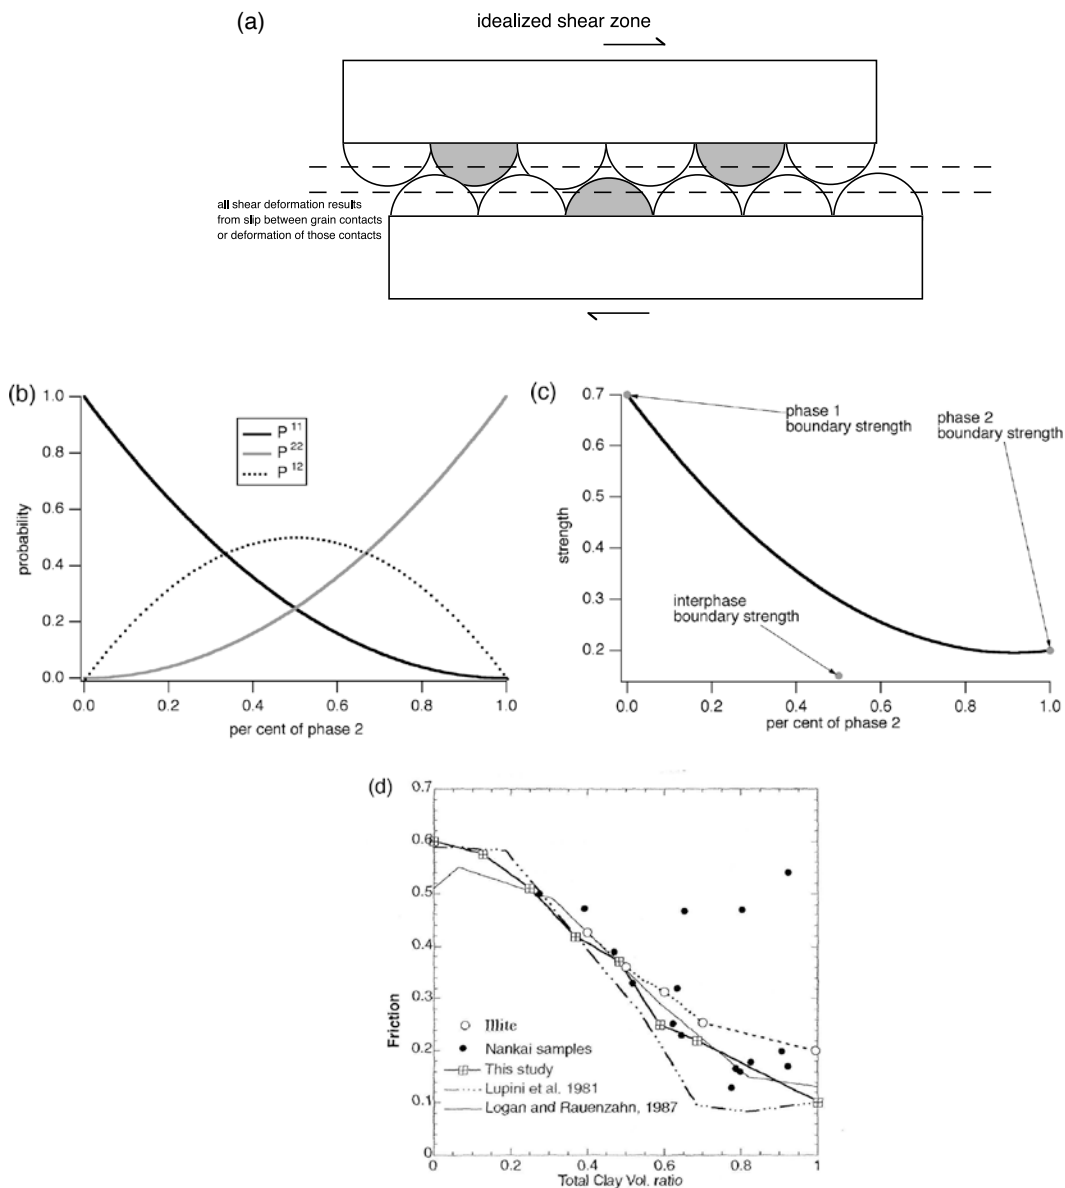 (a)
idealized shear zone
all shear deformation results
from slip between grain contacts
or deformation of those contacts
(b)
1.0
0.8
0.6
0.4
0.2
0.0
probability
P 11
P 22
P 12
0.0 0.2 0.4 0.6 0.8 1.0
per cent of phase 2
(c)
0.7
0.6
0.5
0.4
0.3
0.2
strength
phase 1
boundary strength
phase 2
boundary strength
interphase
boundary strength
0.0 0.2 0.4 0.6 0.8 1.0
per cent of phase 2
(d)
0.7
0.6
0.5
0.4
0.3
0.2
0.1
0
Friction
Illite
Nankai samples
This study
Lupini et al. 1981
Logan and Rauenzahn, 1987
0 0.2 0.4 0.6 0.8 1
Total Clay Vol. ratio